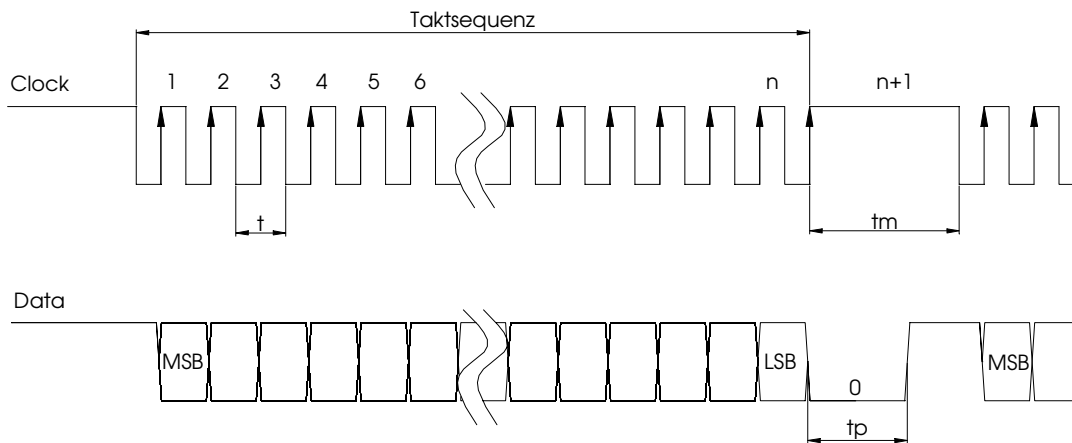 Taktsequenz
Clock 1 2 3 4 5 6 n n+1
t tm
Data
MSB LSB 0 MSB
tp